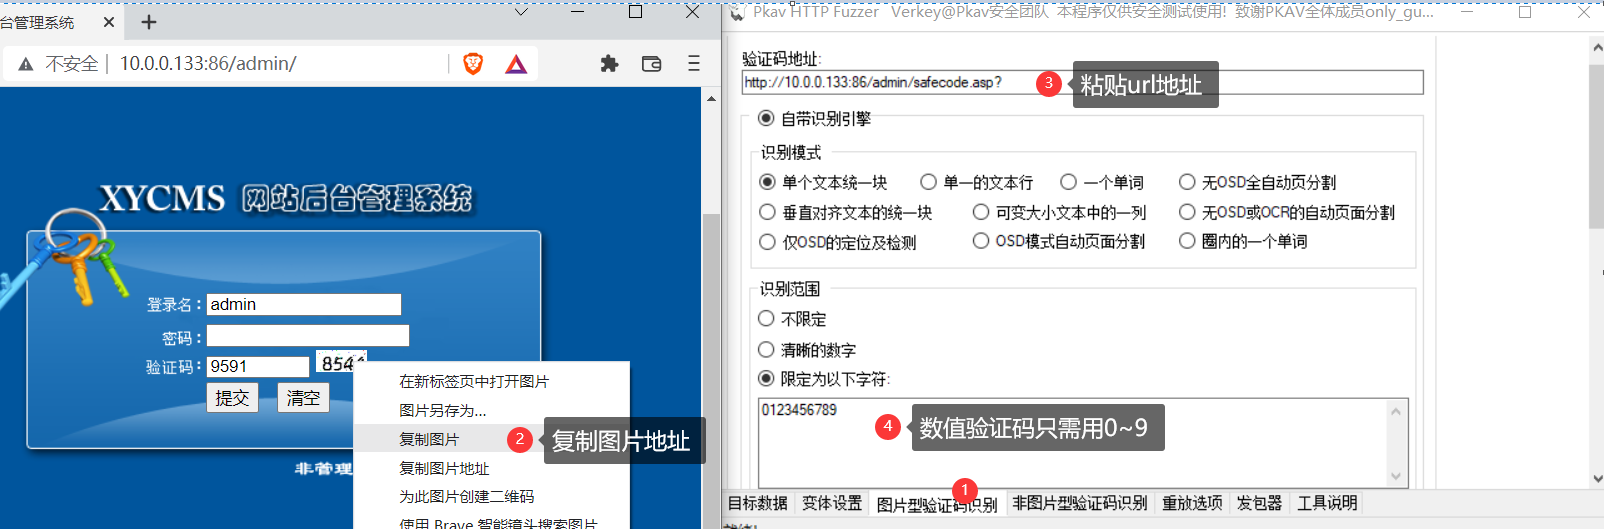 台管理系统
不安全 10.0.0.133:86/admin/
XYCMS 网站后台管理系统
登录名: admin
密码:
验证码: 9591
8544
提交 清空
非管理
在新标签页中打开图片
图片另存为...
复制图片
复制图片地址
为此图片创建二维码
使用 Brave 智能镜头搜索图片
2 复制图片地址
Pkav HTTP Fuzzer Verkey@Pkav安全团队 本程序仅供安全测试使用! 致谢PKAV全体成员only_gu...
验证码地址:
http://10.0.0.133:86/admin/safecode.asp?
3 粘贴url地址
自带识别引擎
识别模式
单个文本统一块 单一的文本行 一个单词 无OSD全自动页分割
垂直对齐文本的统一块 可变大小文本中的一列 无OSD或OCR的自动页面分割
仅OSD的定位及检测 OSD模式自动页面分割 圈内的一个单词
识别范围
不限定
清晰的数字
限定为以下字符:
0123456789
4 数值验证码只需用0~9
1
目标数据 变体设置 图片型验证码识别 非图片型验证码识别 重放选项 发包器 工具说明